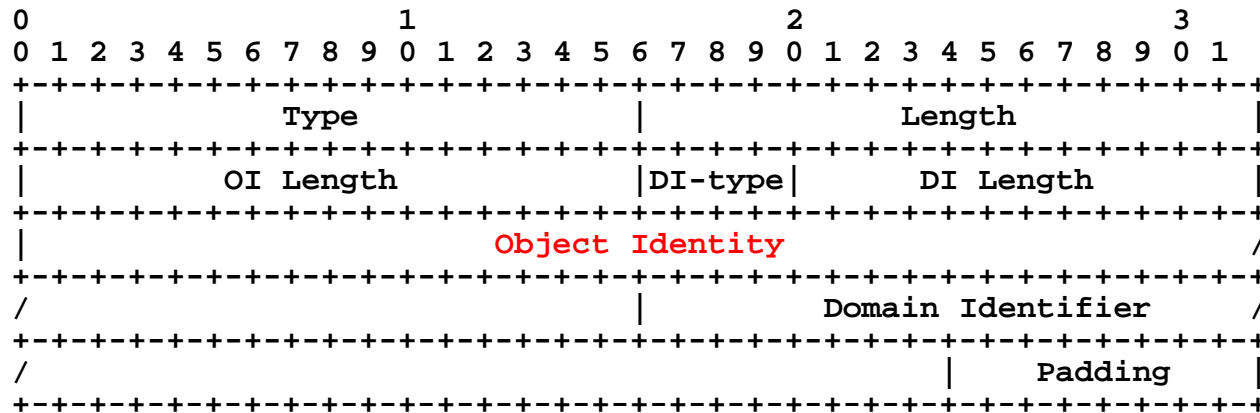 0                   1                   2                   3
0 1 2 3 4 5 6 7 8 9 0 1 2 3 4 5 6 7 8 9 0 1 2 3 4 5 6 7 8 9 0 1
+-+-+-+-+-+-+-+-+-+-+-+-+-+-+-+-+-+-+-+-+-+-+-+-+-+-+-+-+-+-+-+-+
|             Type              |             Length            |
+-+-+-+-+-+-+-+-+-+-+-+-+-+-+-+-+-+-+-+-+-+-+-+-+-+-+-+-+-+-+-+-+
|          OI Length            |DI-type|      DI Length        |
+-+-+-+-+-+-+-+-+-+-+-+-+-+-+-+-+-+-+-+-+-+-+-+-+-+-+-+-+-+-+-+-+
|                        Object Identity                        /
+-+-+-+-+-+-+-+-+-+-+-+-+-+-+-+-+-+-+-+-+-+-+-+-+-+-+-+-+-+-+-+-+
/                               |         Domain Identifier     /
+-+-+-+-+-+-+-+-+-+-+-+-+-+-+-+-+-+-+-+-+-+-+-+-+-+-+-+-+-+-+-+-+
/                                               |    Padding    |
+-+-+-+-+-+-+-+-+-+-+-+-+-+-+-+-+-+-+-+-+-+-+-+-+-+-+-+-+-+-+-+-+